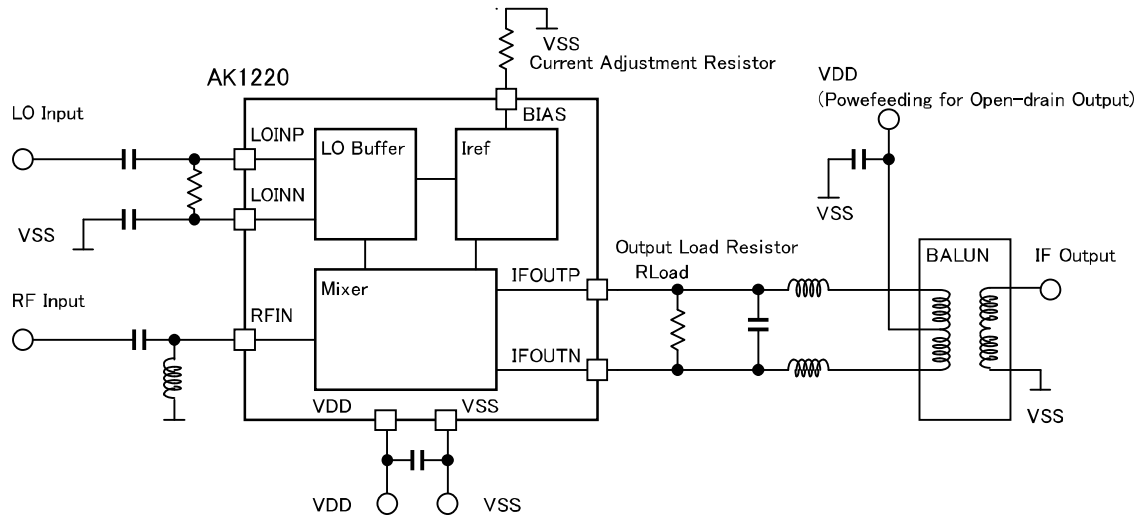 VSS
Current Adjustment Resistor
AK1220
VDD
(Powefeeding for Open-drain Output)
LO Input
BIAS
LOINP
LO Buffer
Iref
LOINN
VSS
VSS
Output Load Resistor
RLoad
BALUN
IF Output
IFOUTP
Mixer
RF Input
RFIN
IFOUTN
VDD
VSS
VSS
VDD
VSS